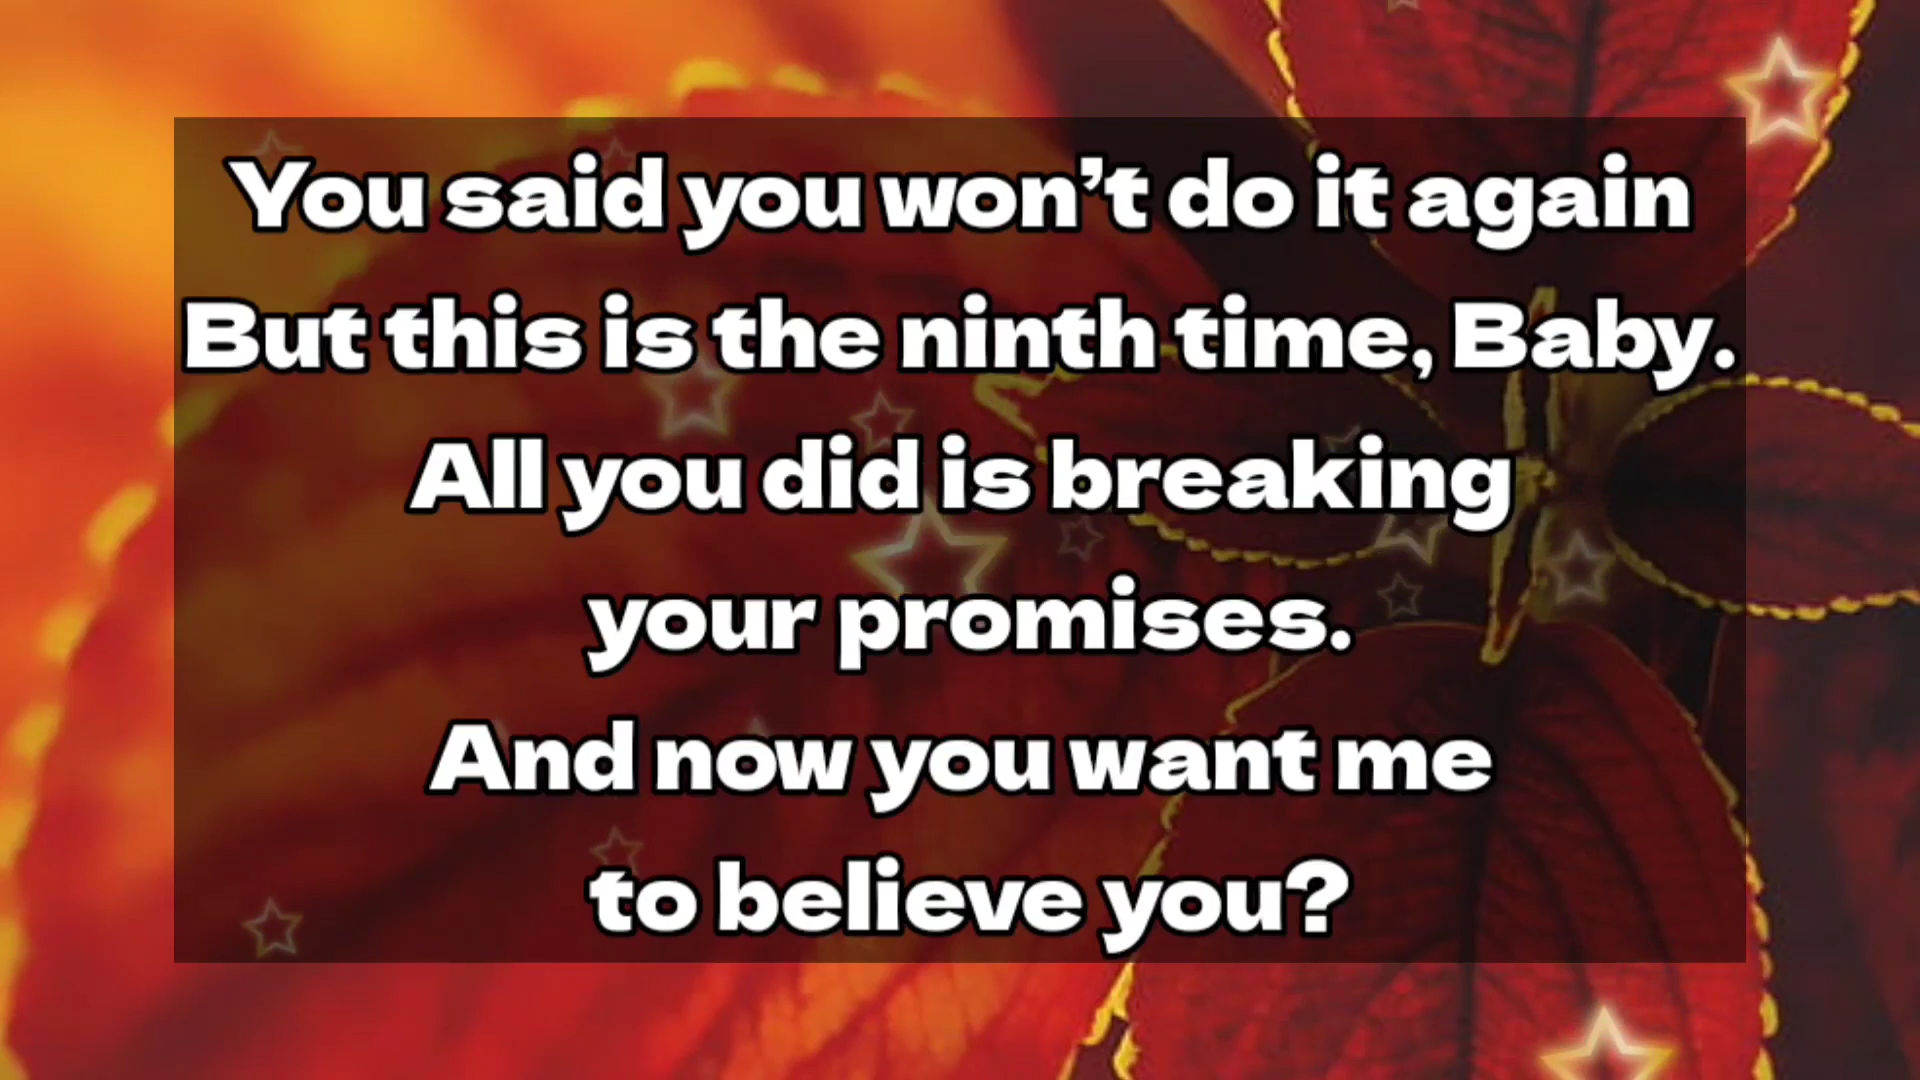 You said you won’t do it again
But this is the ninth time, Baby.
All you did is breaking
your promises.
And now you want me
to believe you?